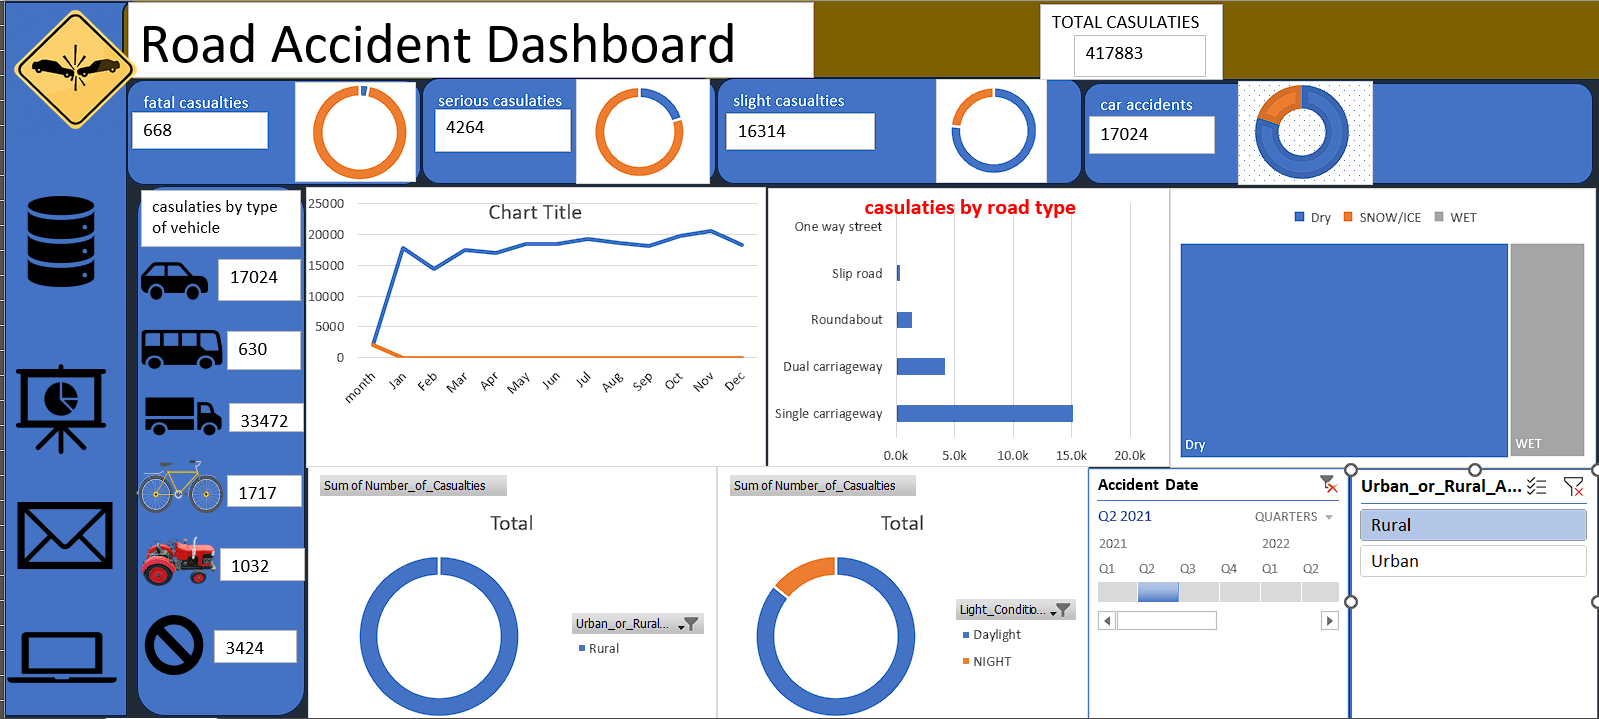 Road Accident Dashboard
TOTAL CASULATIES
417883
fatal casualties
668
serious casulaties
4264
slight casualties
16314
car accidents
17024
casulaties by type
of vehicle
17024
630
33472
1717
1032
3424
Chart Title
25000
20000
15000
10000
5000
0
month
Jan
Feb
Mar
Apr
May
Jun
Jul
Aug
Sep
Oct
Nov
Dec
casulaties by road type
One way street
Slip road
Roundabout
Dual carriageway
Single carriageway
0.0k 5.0k 10.0k 15.0k 20.0k
Dry SNOW/ICE WET
Dry
WET
Sum of Number_of_Casualties
Total
Urban_or_Rural...
Rural
Sum of Number_of_Casualties
Total
Light_Conditio...
Daylight
NIGHT
Accident Date
Q2 2021 QUARTERS
2021 2022
Q1 Q2 Q3 Q4 Q1 Q2
Urban_or_Rural_A...
Rural
Urban